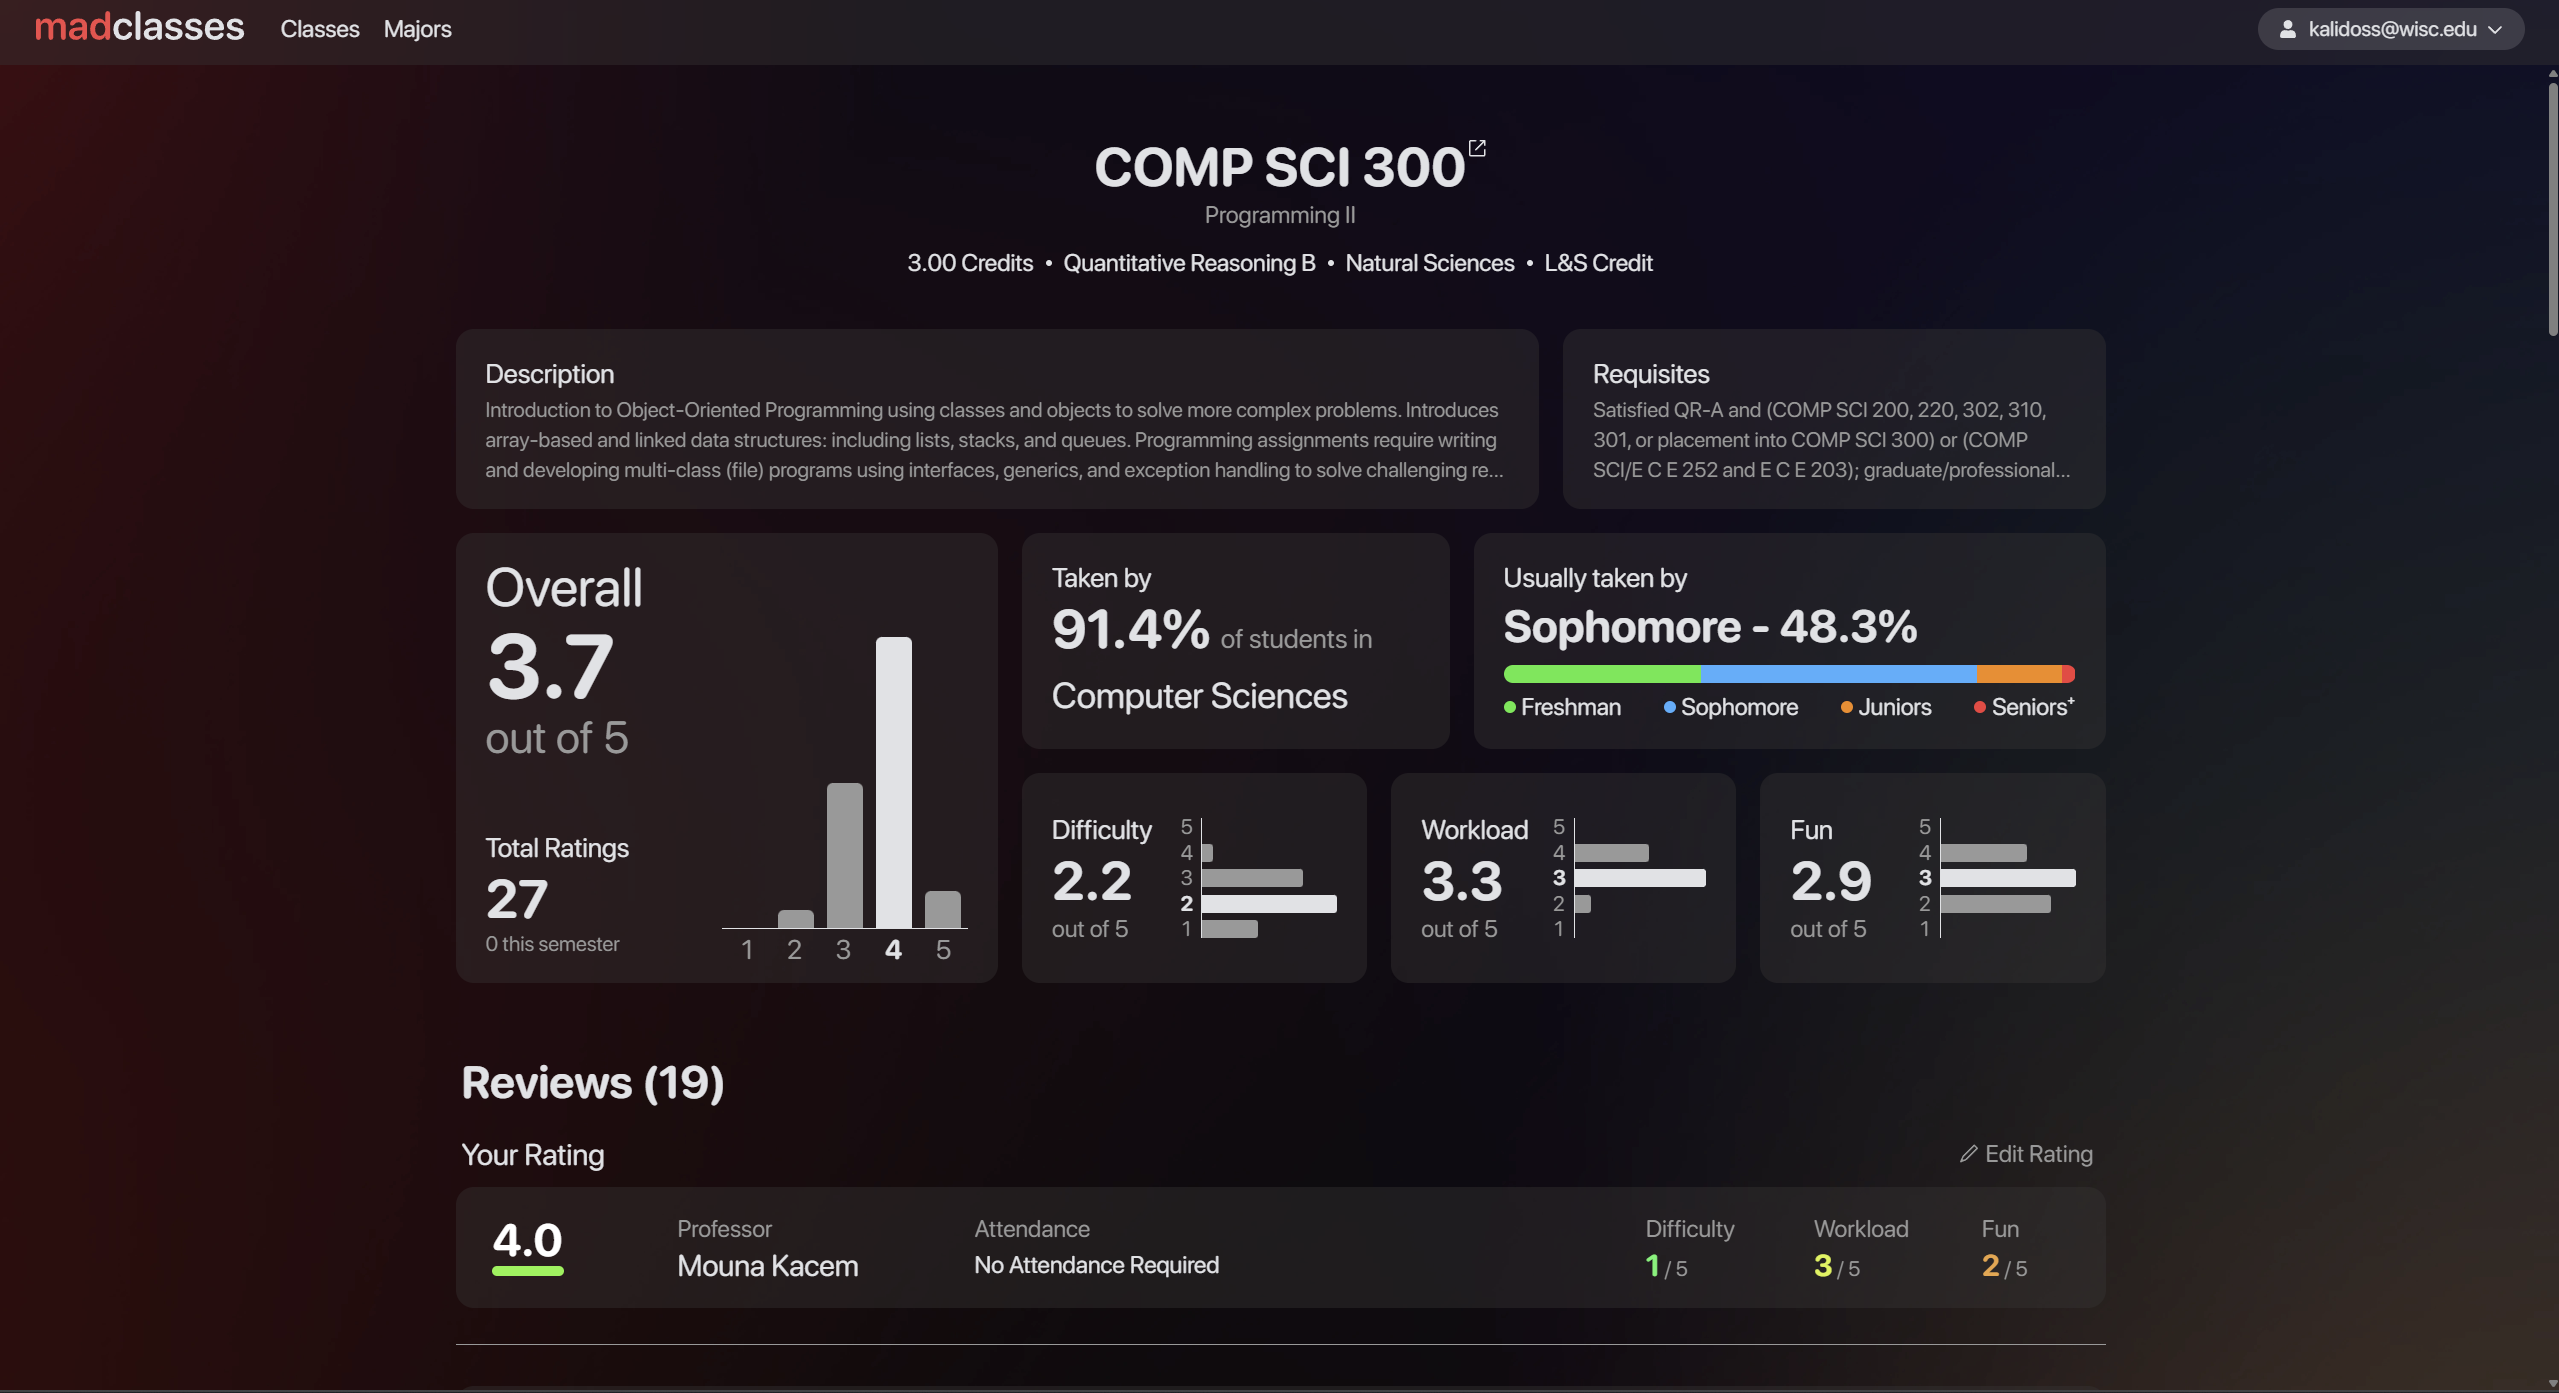 madclasses Classes Majors kalidoss@wisc.edu
COMP SCI 300
Programming II
3.00 Credits • Quantitative Reasoning B • Natural Sciences • L&S Credit
Description
Introduction to Object-Oriented Programming using classes and objects to solve more complex problems. Introduces
array-based and linked data structures: including lists, stacks, and queues. Programming assignments require writing
and developing multi-class (file) programs using interfaces, generics, and exception handling to solve challenging re...
Requisites
Satisfied QR-A and (COMP SCI 200, 220, 302, 310,
301, or placement into COMP SCI 300) or (COMP
SCI/E C E 252 and E C E 203); graduate/professional...
Overall
3.7
out of 5
Total Ratings
27
0 this semester
1 2 3 4 5
Taken by
91.4% of students in
Computer Sciences
Usually taken by
Sophomore - 48.3%
Freshman Sophomore Juniors Seniors+
Difficulty
2.2
out of 5
5
4
3
2
1
Workload
3.3
out of 5
5
4
3
2
1
Fun
2.9
out of 5
5
4
3
2
1
Reviews (19)
Your Rating Edit Rating
4.0
Professor
Mouna Kacem
Attendance
No Attendance Required
Difficulty
1 / 5
Workload
3 / 5
Fun
2 / 5